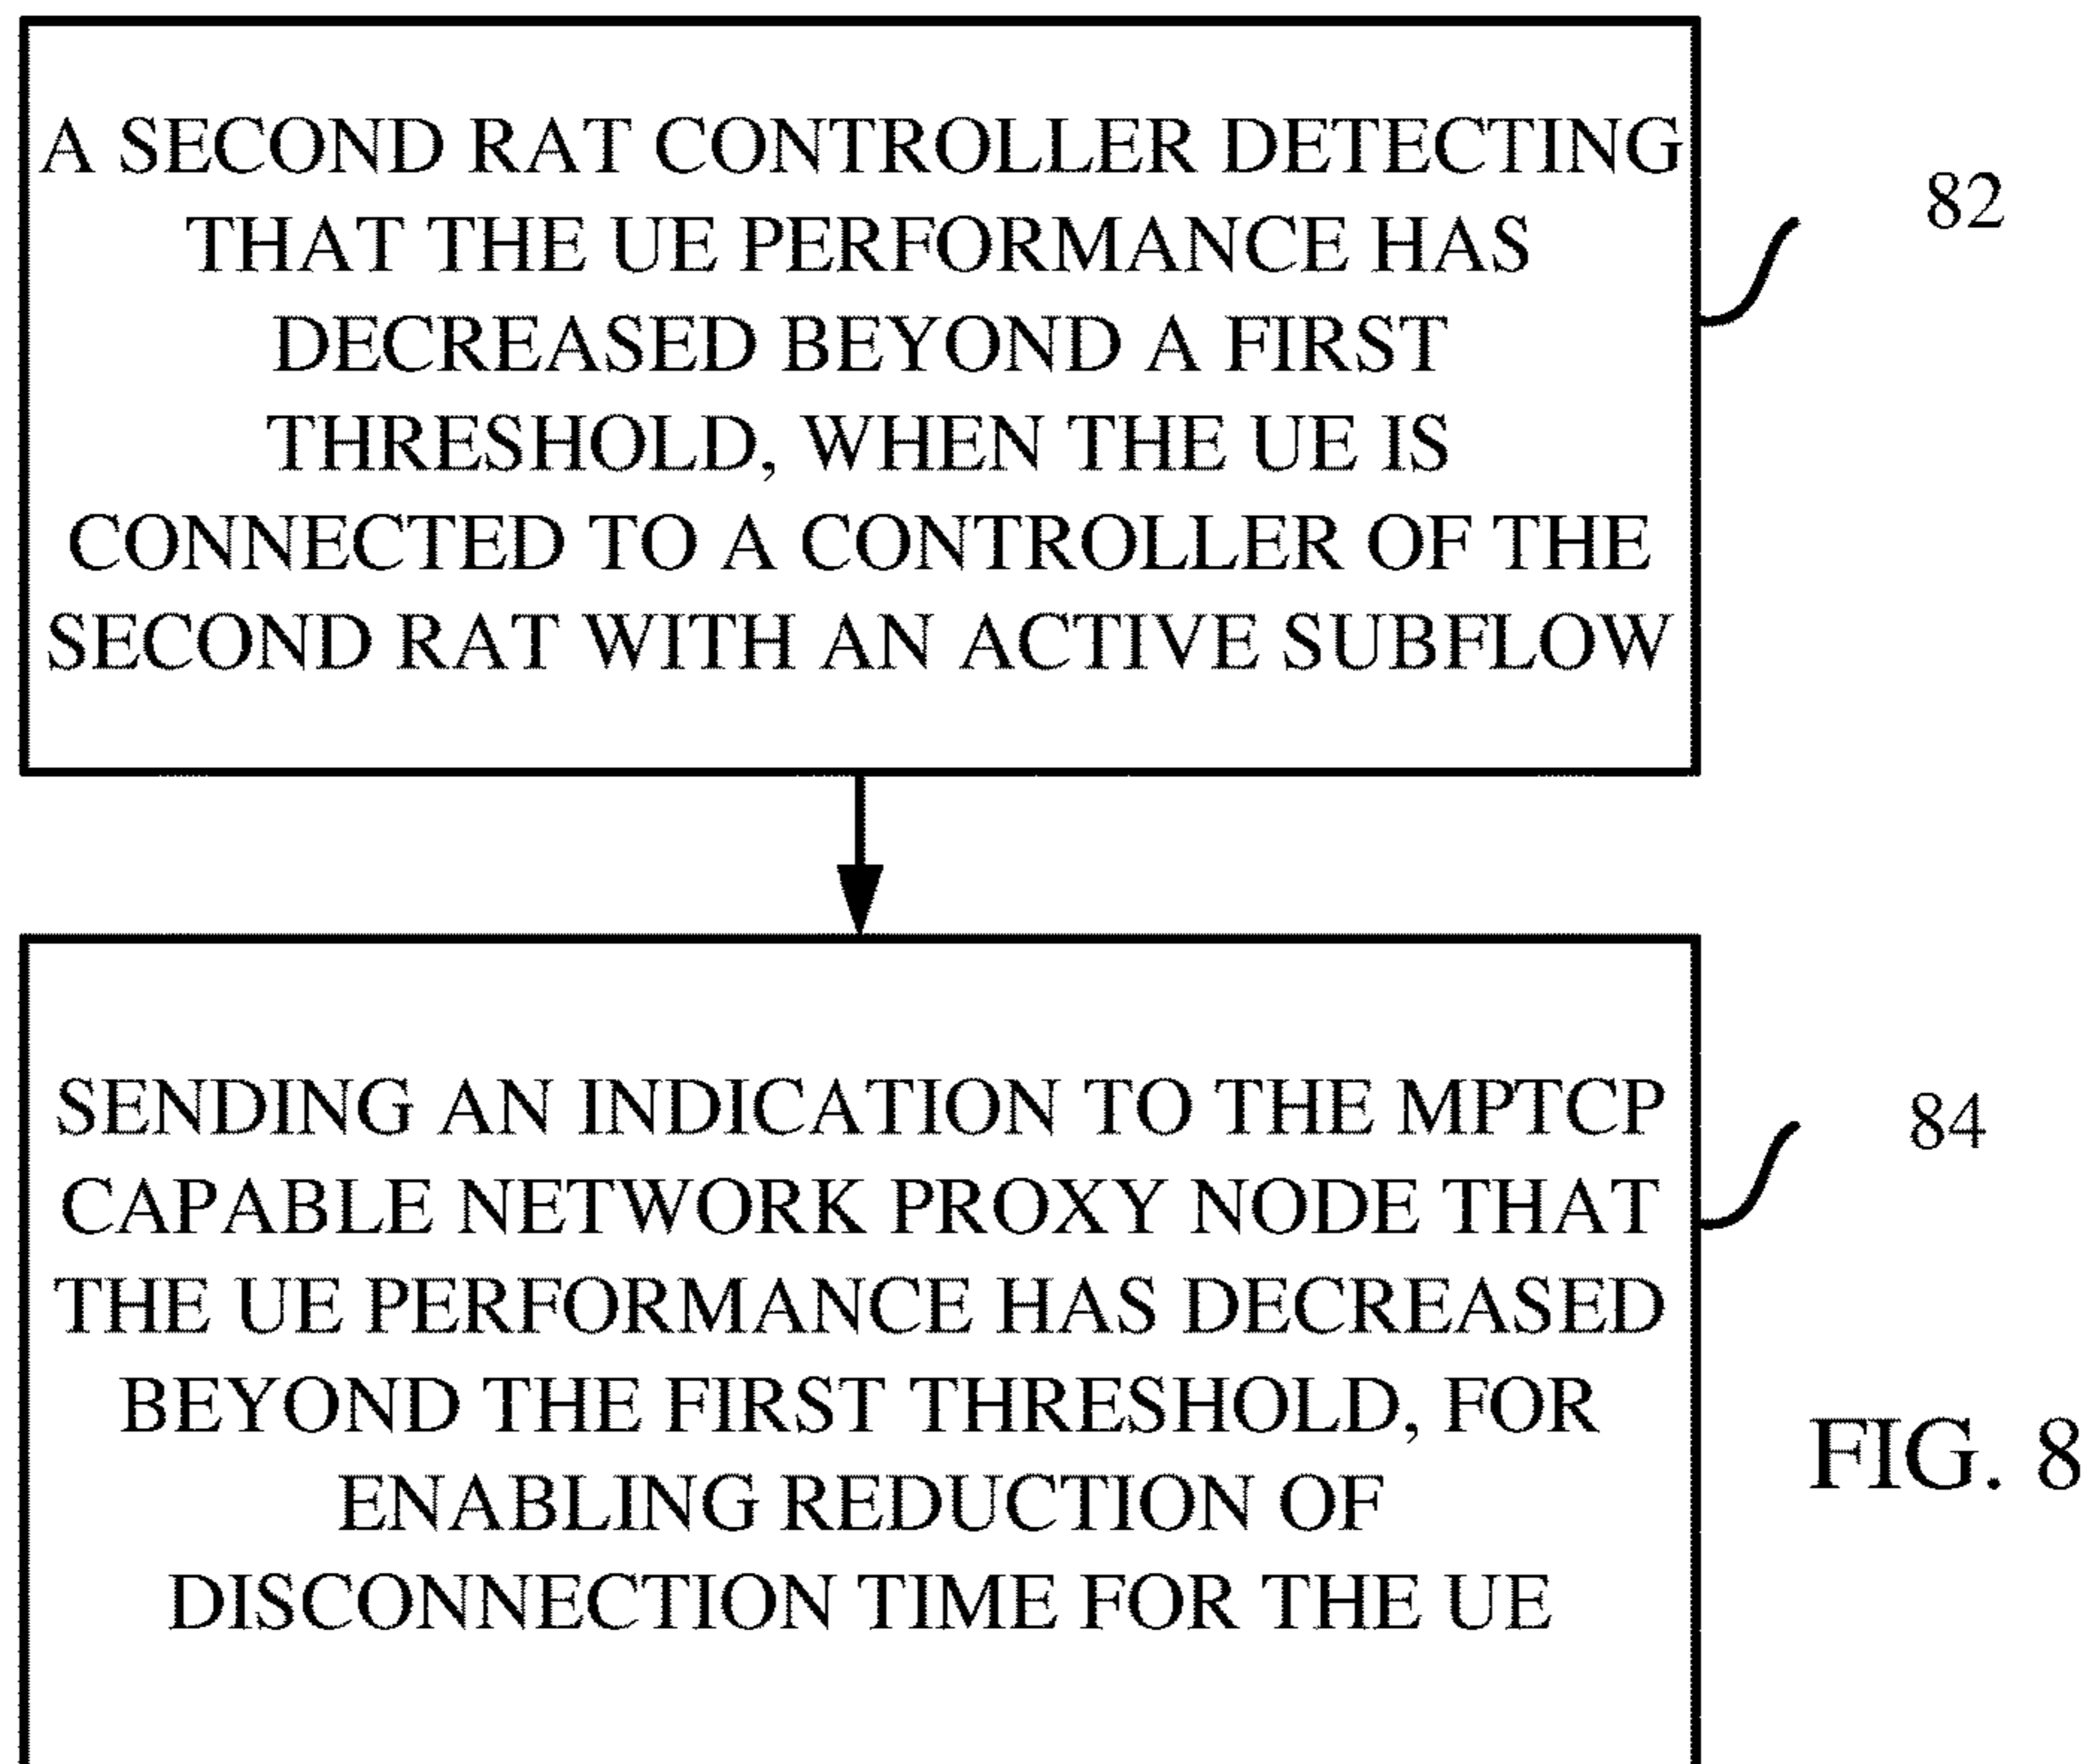 A SECOND RAT CONTROLLER DETECTING
THAT THE UE PERFORMANCE HAS
DECREASED BEYOND A FIRST
THRESHOLD, WHEN THE UE IS
CONNECTED TO A CONTROLLER OF THE
SECOND RAT WITH AN ACTIVE SUBFLOW
82
SENDING AN INDICATION TO THE MPTCP
CAPABLE NETWORK PROXY NODE THAT
THE UE PERFORMANCE HAS DECREASED
BEYOND THE FIRST THRESHOLD, FOR
ENABLING REDUCTION OF
DISCONNECTION TIME FOR THE UE
84
FIG. 8